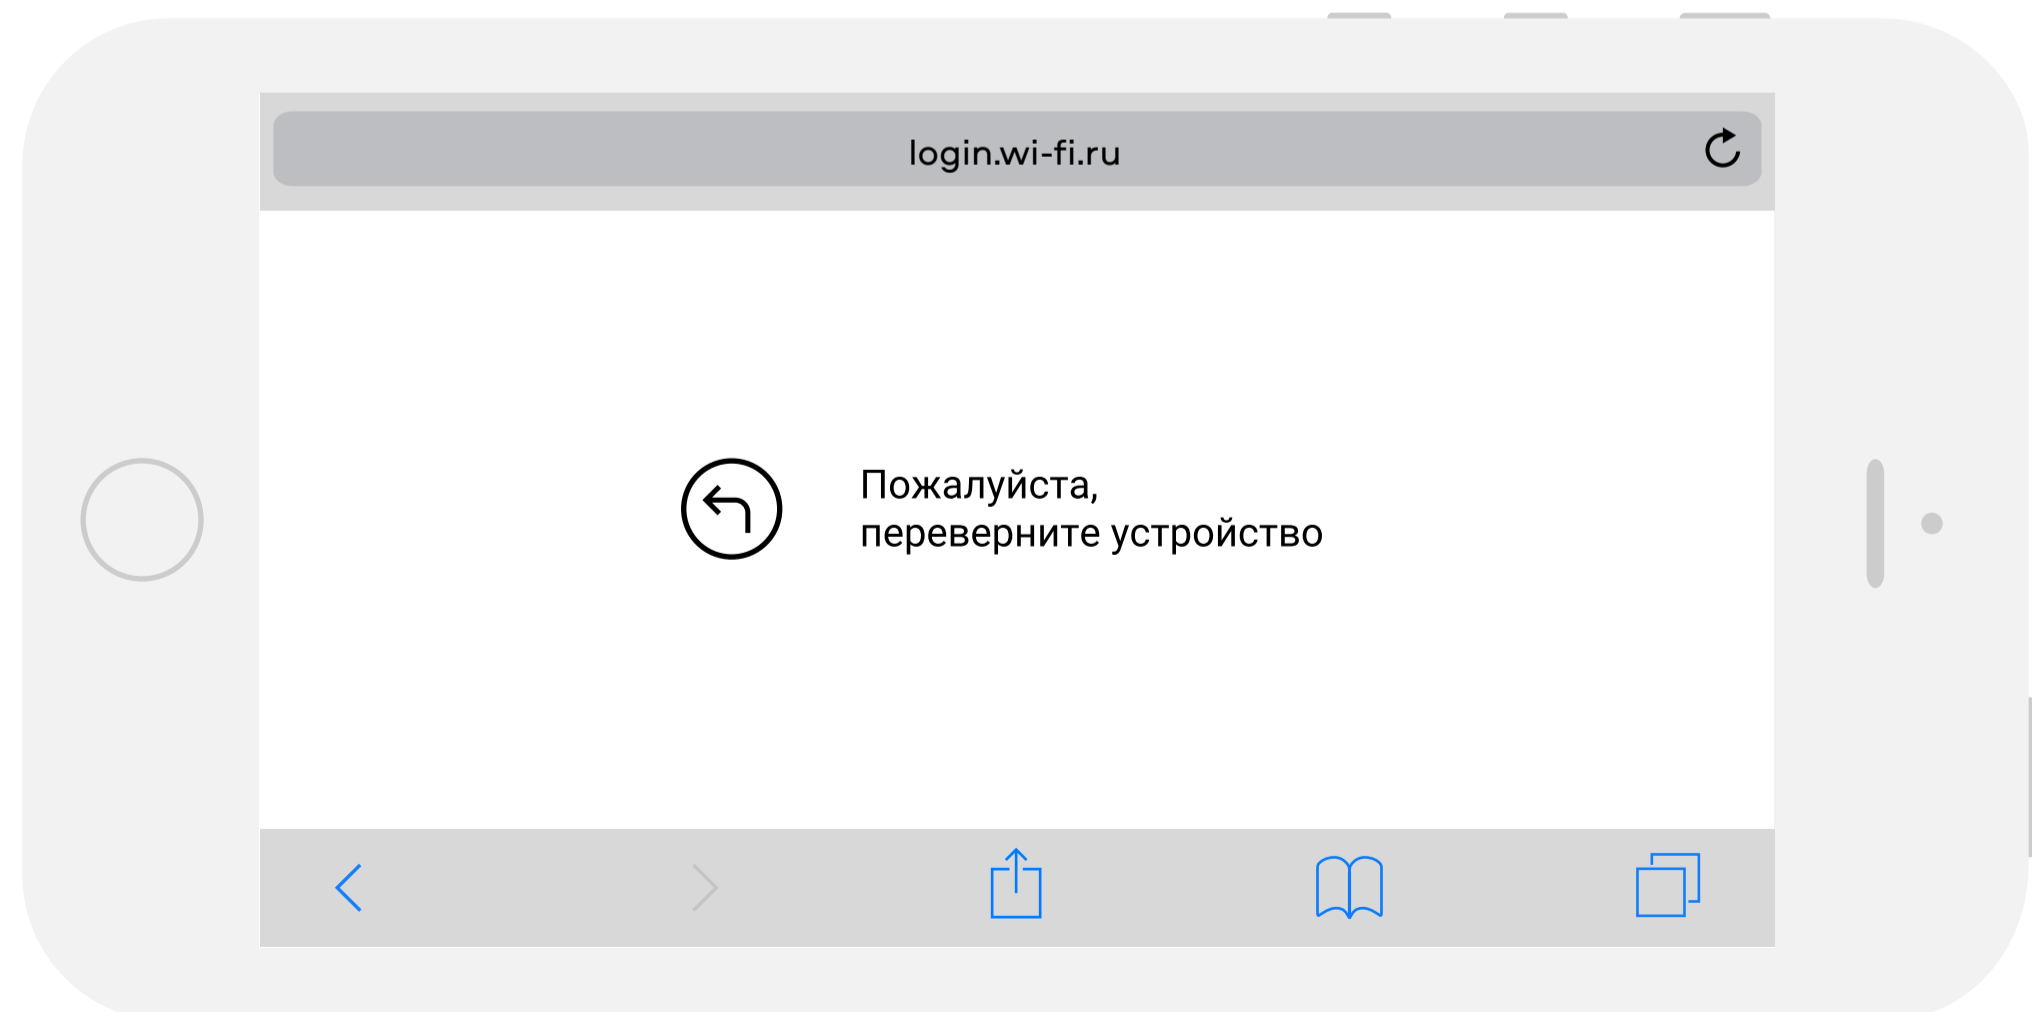 login.wi-fi.ru
Пожалуйста,
переверните устройство